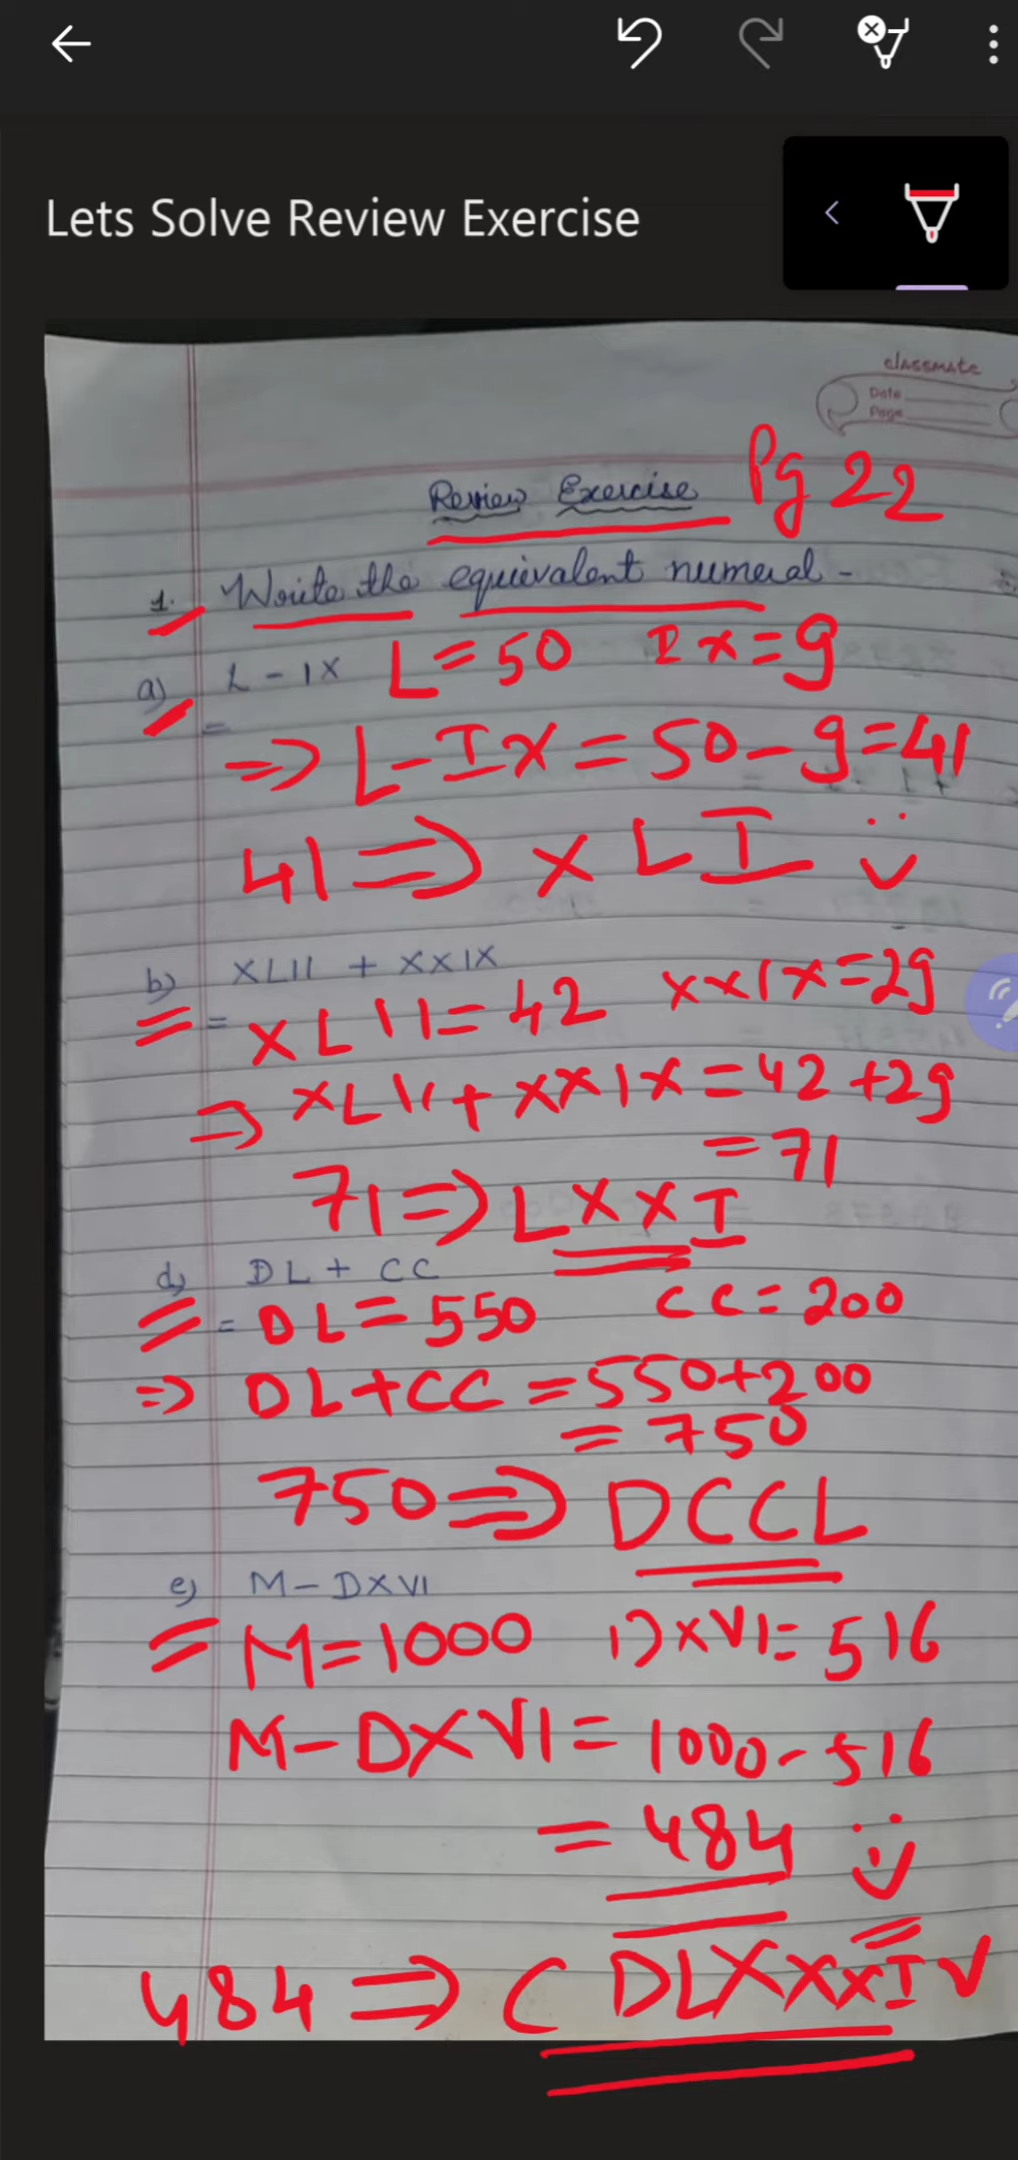 Lets Solve Review Exercise
classmate
Date
Page
Review Exercise Pg 22
1. Write the equivalent numeral -
a) L - IX L = 50 IX = 9
=
⇒ L - IX = 50 - 9 = 41
41 ⇒ XLI
b) XLII + XXIX
= XLII = 42 XXIX = 29
⇒ XLII + XXIX = 42 + 29
= 71
71 ⇒ LXXI
d) DL + CC
= DL = 550 CC = 200
⇒ DL + CC = 550 + 200
= 750
750 ⇒ DCCL
e) M - DXVI
= M = 1000 DXVI = 516
M - DXVI = 1000 - 516
= 484
484 ⇒ CDLXXXIV